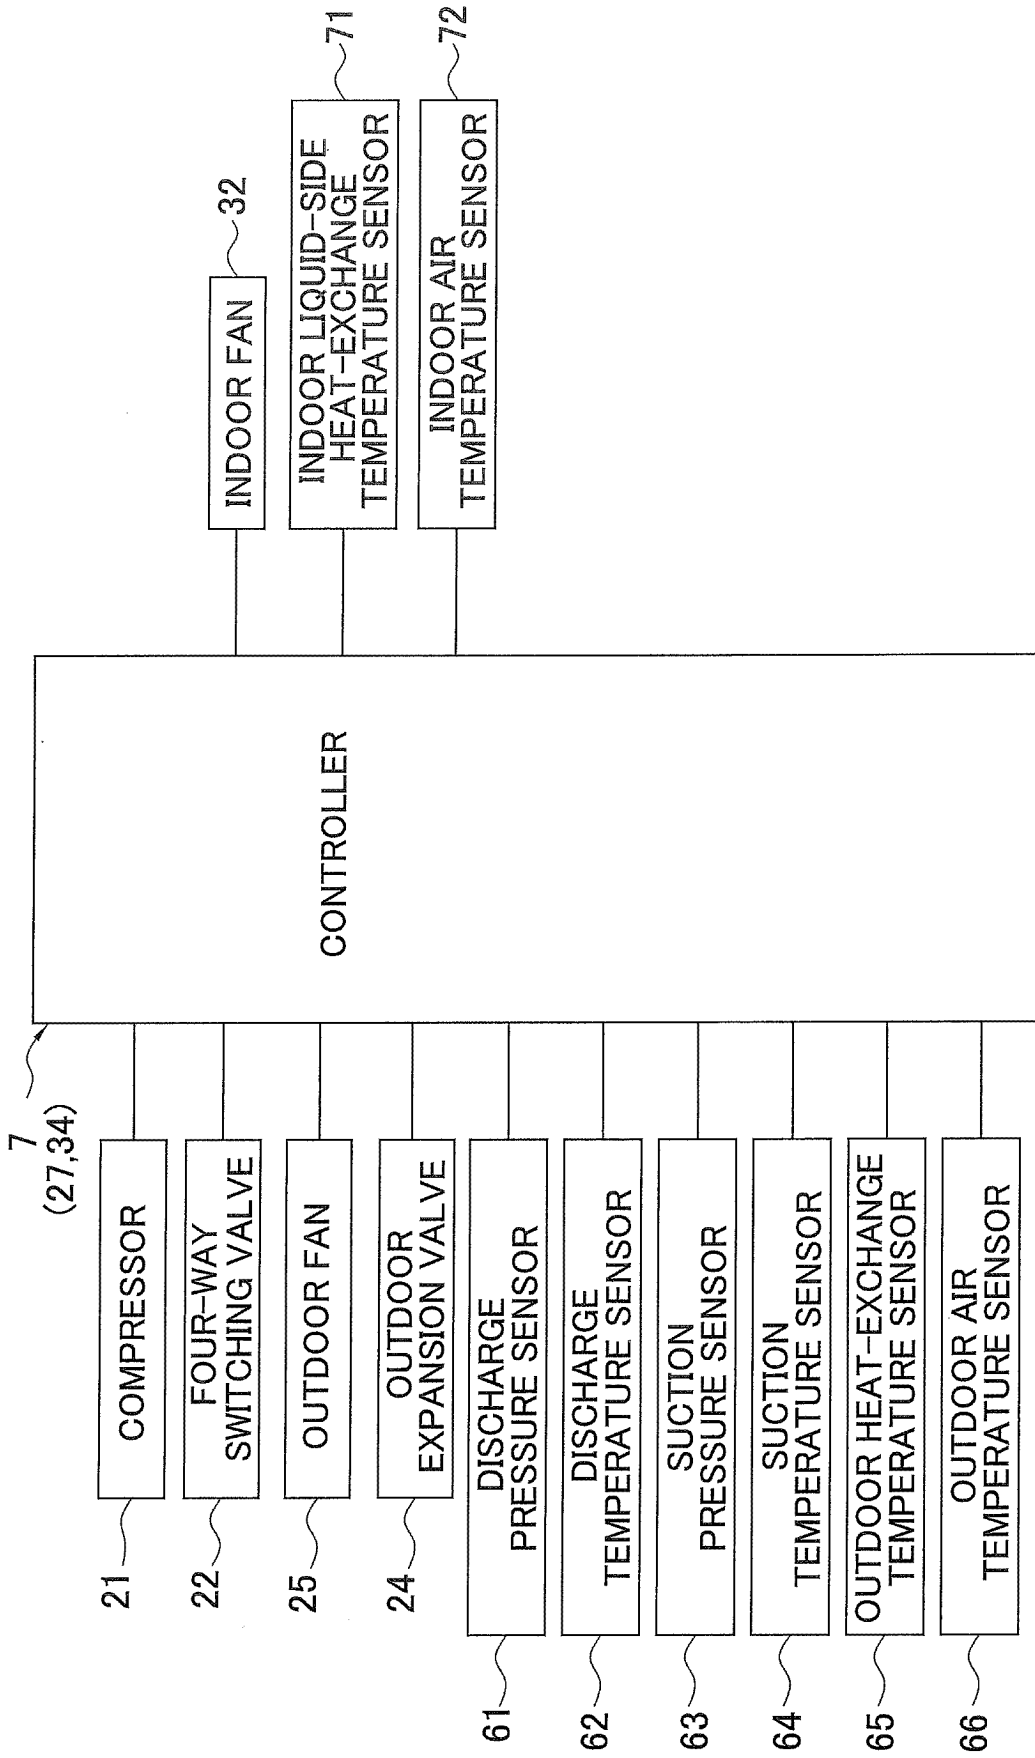 7
(27,34)
21
COMPRESSOR
22
FOUR-WAY
SWITCHING VALVE
25
OUTDOOR FAN
24
OUTDOOR
EXPANSION VALVE
61
DISCHARGE
PRESSURE SENSOR
62
DISCHARGE
TEMPERATURE SENSOR
63
SUCTION
PRESSURE SENSOR
64
SUCTION
TEMPERATURE SENSOR
65
OUTDOOR HEAT-EXCHANGE
TEMPERATURE SENSOR
66
OUTDOOR AIR
TEMPERATURE SENSOR
CONTROLLER
INDOOR FAN
32
INDOOR LIQUID-SIDE
HEAT-EXCHANGE
TEMPERATURE SENSOR
71
INDOOR AIR
TEMPERATURE SENSOR
72